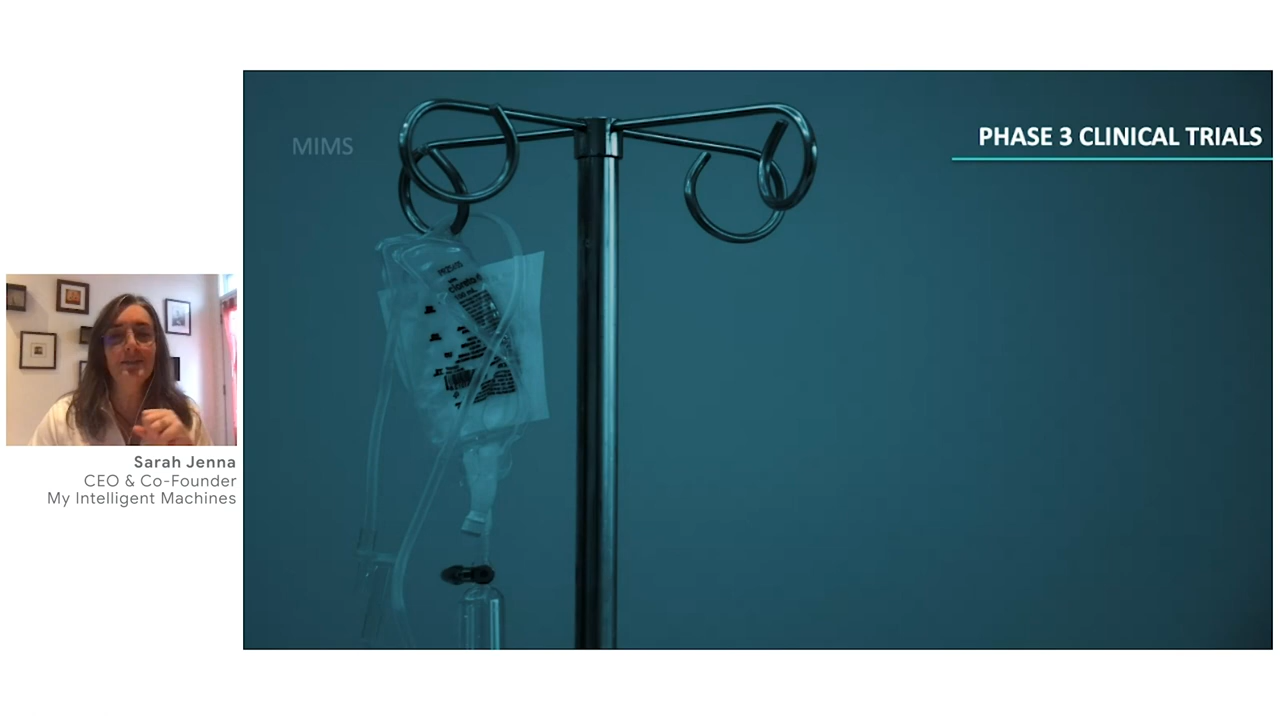 MIMS
PHASE 3 CLINICAL TRIALS
Sarah Jenna
CEO & Co-Founder
My Intelligent Machines